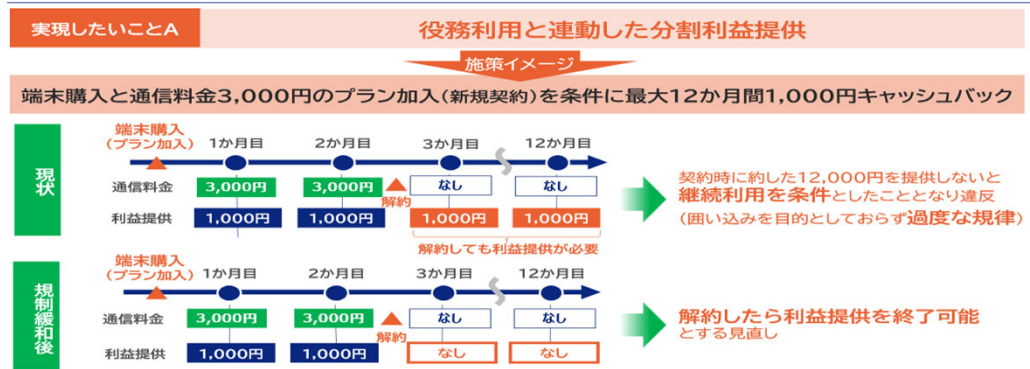 実現したいことA
役務利用と連動した分割利益提供
施策イメージ
端末購入と通信料金3,000円のプラン加入(新規契約)を条件に最大12か月間1,000円キャッシュバック
現状
端末購入
(プラン加入)
1か月目
2か月目
3か月目
12か月目
通信料金
3,000円
3,000円
解約
なし
なし
利益提供
1,000円
1,000円
1,000円
1,000円
解約しても利益提供が必要
契約時に約した12,000円を提供しないと
継続利用を条件としたこととなり違反
(囲い込みを目的としておらず過度な規律)
規制緩和後
端末購入
(プラン加入)
1か月目
2か月目
3か月目
12か月目
通信料金
3,000円
3,000円
解約
なし
なし
利益提供
1,000円
1,000円
なし
なし
解約したら利益提供を終了可能
とする見直し